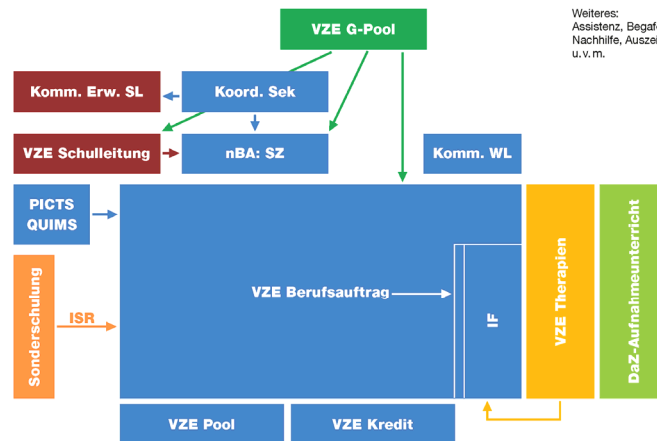 VZE G-Pool
Weiteres:
Assistenz, Begaf
Nachhilfe, Auszei
u. v. m.
Komm. Erw. SL
Koord. Sek
VZE Schulleitung
nBA: SZ
Komm. WL
PICTS
QUIMS
Sonderschulung
ISR
VZE Berufsauftrag
IF
VZE Therapien
DaZ-Aufnahmeunterricht
VZE Pool
VZE Kredit